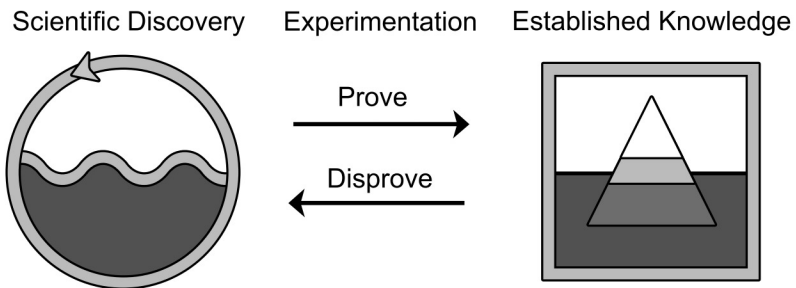 Scientific Discovery
Experimentation
Established Knowledge
Prove
Disprove